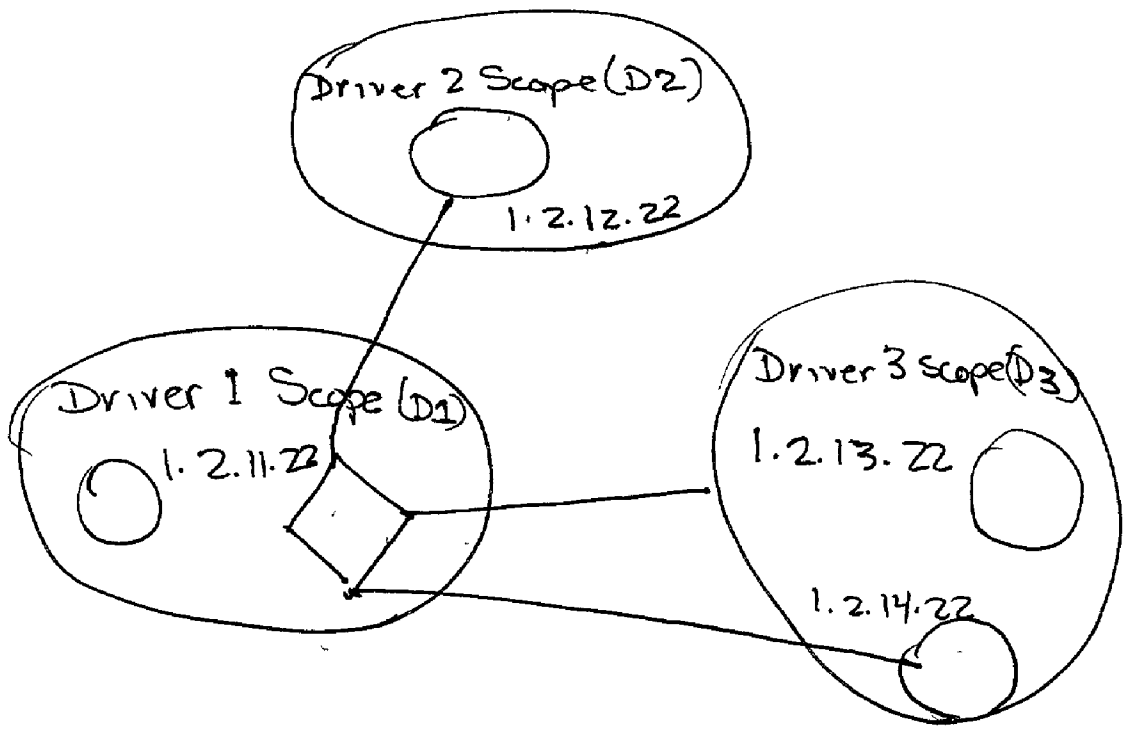 Driver 2 Scope(D2)
1.2.12.22
Driver 1 Scope(D1)
1.2.11.22
Driver 3 scope(D3)
1.2.13.22
1.2.14.22